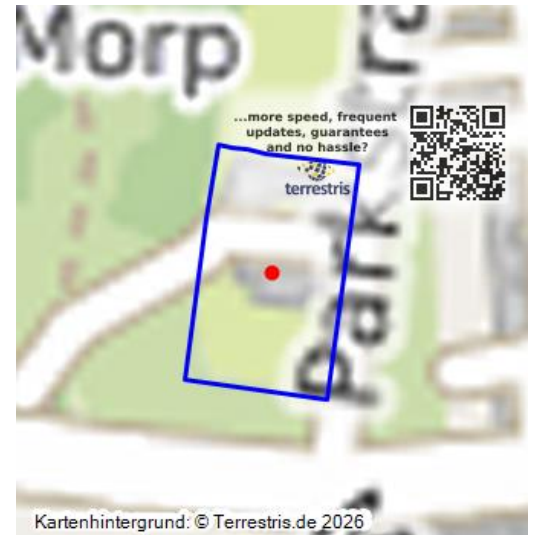 Morp
...more speed, frequent
updates, guarantees
and no hassle?
terrestris
Park
Kartenhintergrund: © Terrestris.de 2026